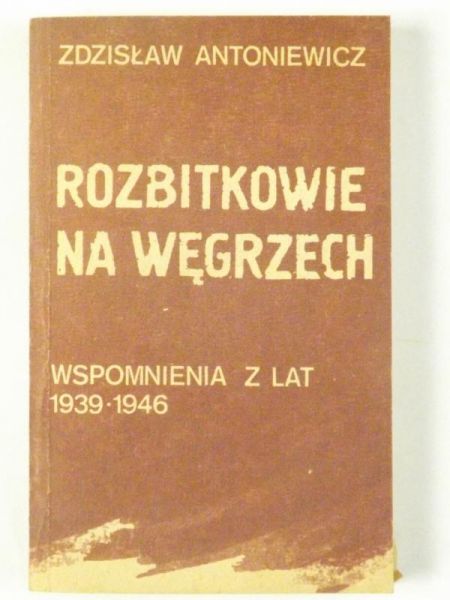 ZDZISŁAW ANTONIEWICZ
ROZBITKOWIE
NA WĘGRZECH
WSPOMNIENIA Z LAT
1939·1946